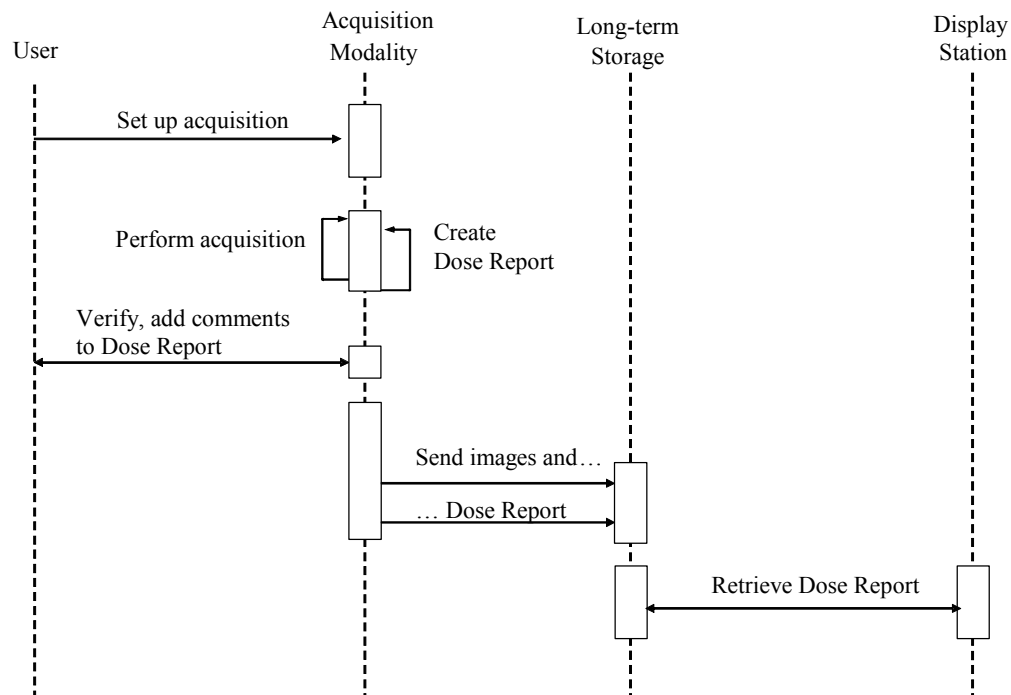 User
Acquisition
Modality
Long-term
Storage
Display
Station
Set up acquisition
Perform acquisition
Create
Dose Report
Verify, add comments
to Dose Report
Send images and…
… Dose Report
Retrieve Dose Report